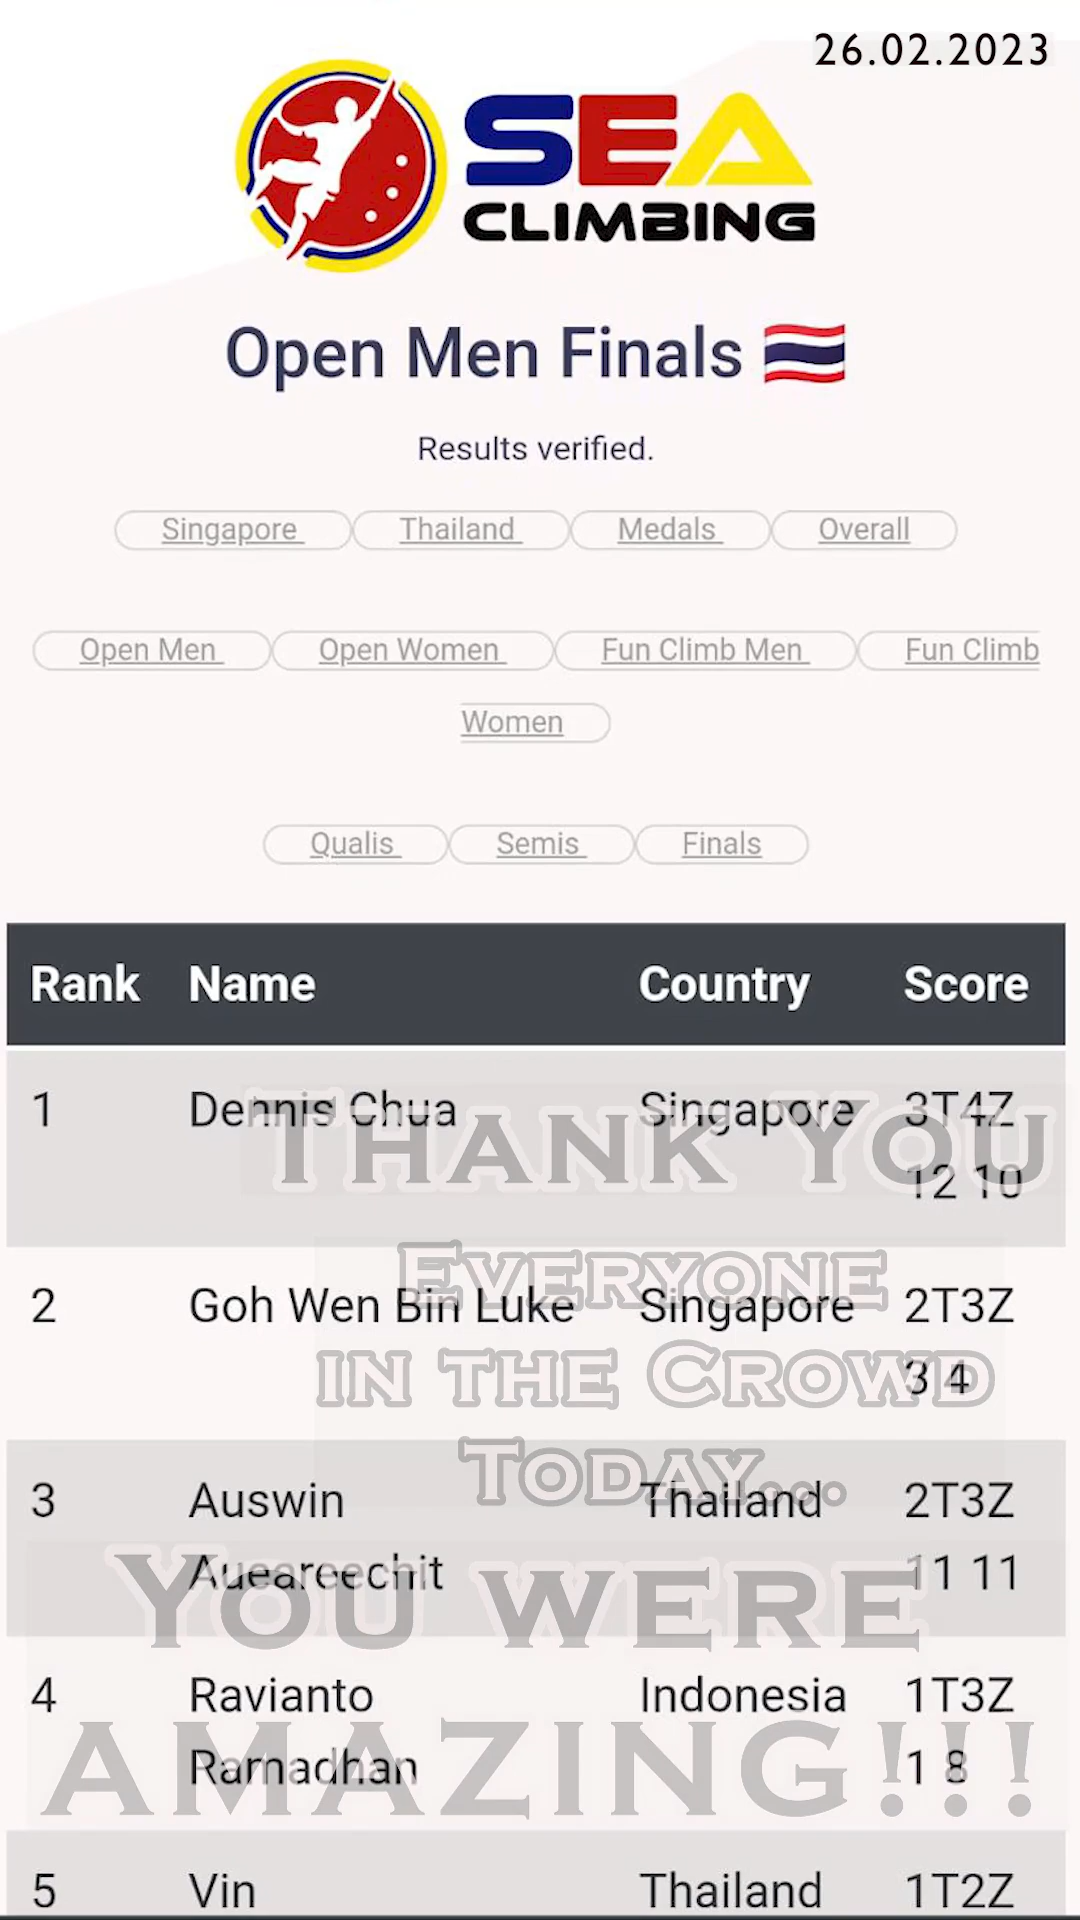 26.02.2023
SEA
CLIMBING
Open Men Finals
Results verified.
Singapore Thailand Medals Overall
Open Men Open Women Fun Climb Men Fun Climb
Women
Qualis Semis Finals
Rank Name Country Score
1 Dennis Chua Singapore 3T4Z
12 10
THANK YOU
EVERYONE
2 Goh Wen Bin Luke Singapore 2T3Z
3 4
IN THE CROWD
TODAY...
3 Auswin Thailand 2T3Z
Aueareechit 11 11
YOU WERE
4 Ravianto Indonesia 1T3Z
Ramadhan 1 8
AMAZING!!!
5 Vin Thailand 1T2Z